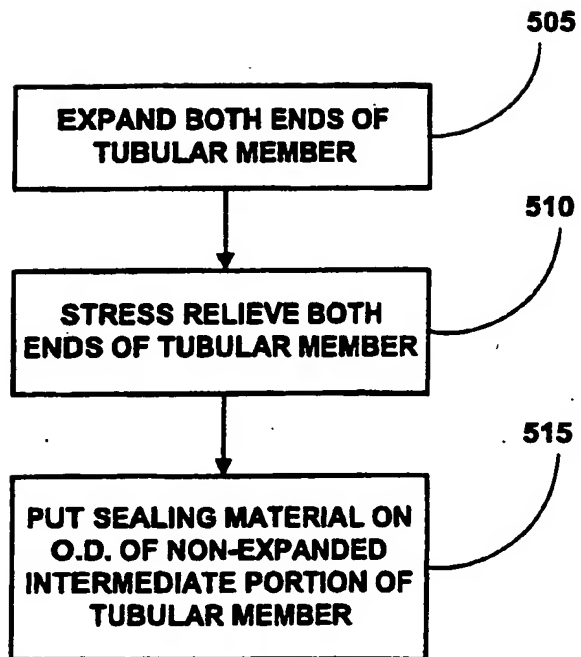 505
EXPAND BOTH ENDS OF
TUBULAR MEMBER
510
STRESS RELIEVE BOTH
ENDS OF TUBULAR MEMBER
515
PUT SEALING MATERIAL ON
O.D. OF NON-EXPANDED
INTERMEDIATE PORTION OF
TUBULAR MEMBER